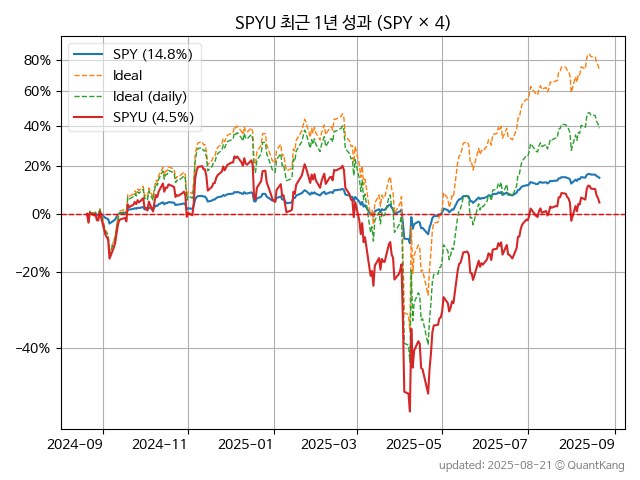 SPYU 최근 1년 성과 (SPY × 4)
SPY (14.8%)
Ideal
Ideal (daily)
SPYU (4.5%)
80%
60%
40%
20%
0%
−20%
−40%
2024−09
2024−11
2025−01
2025−03
2025−05
2025−07
2025−09
updated: 2025-08-21 © QuantKang